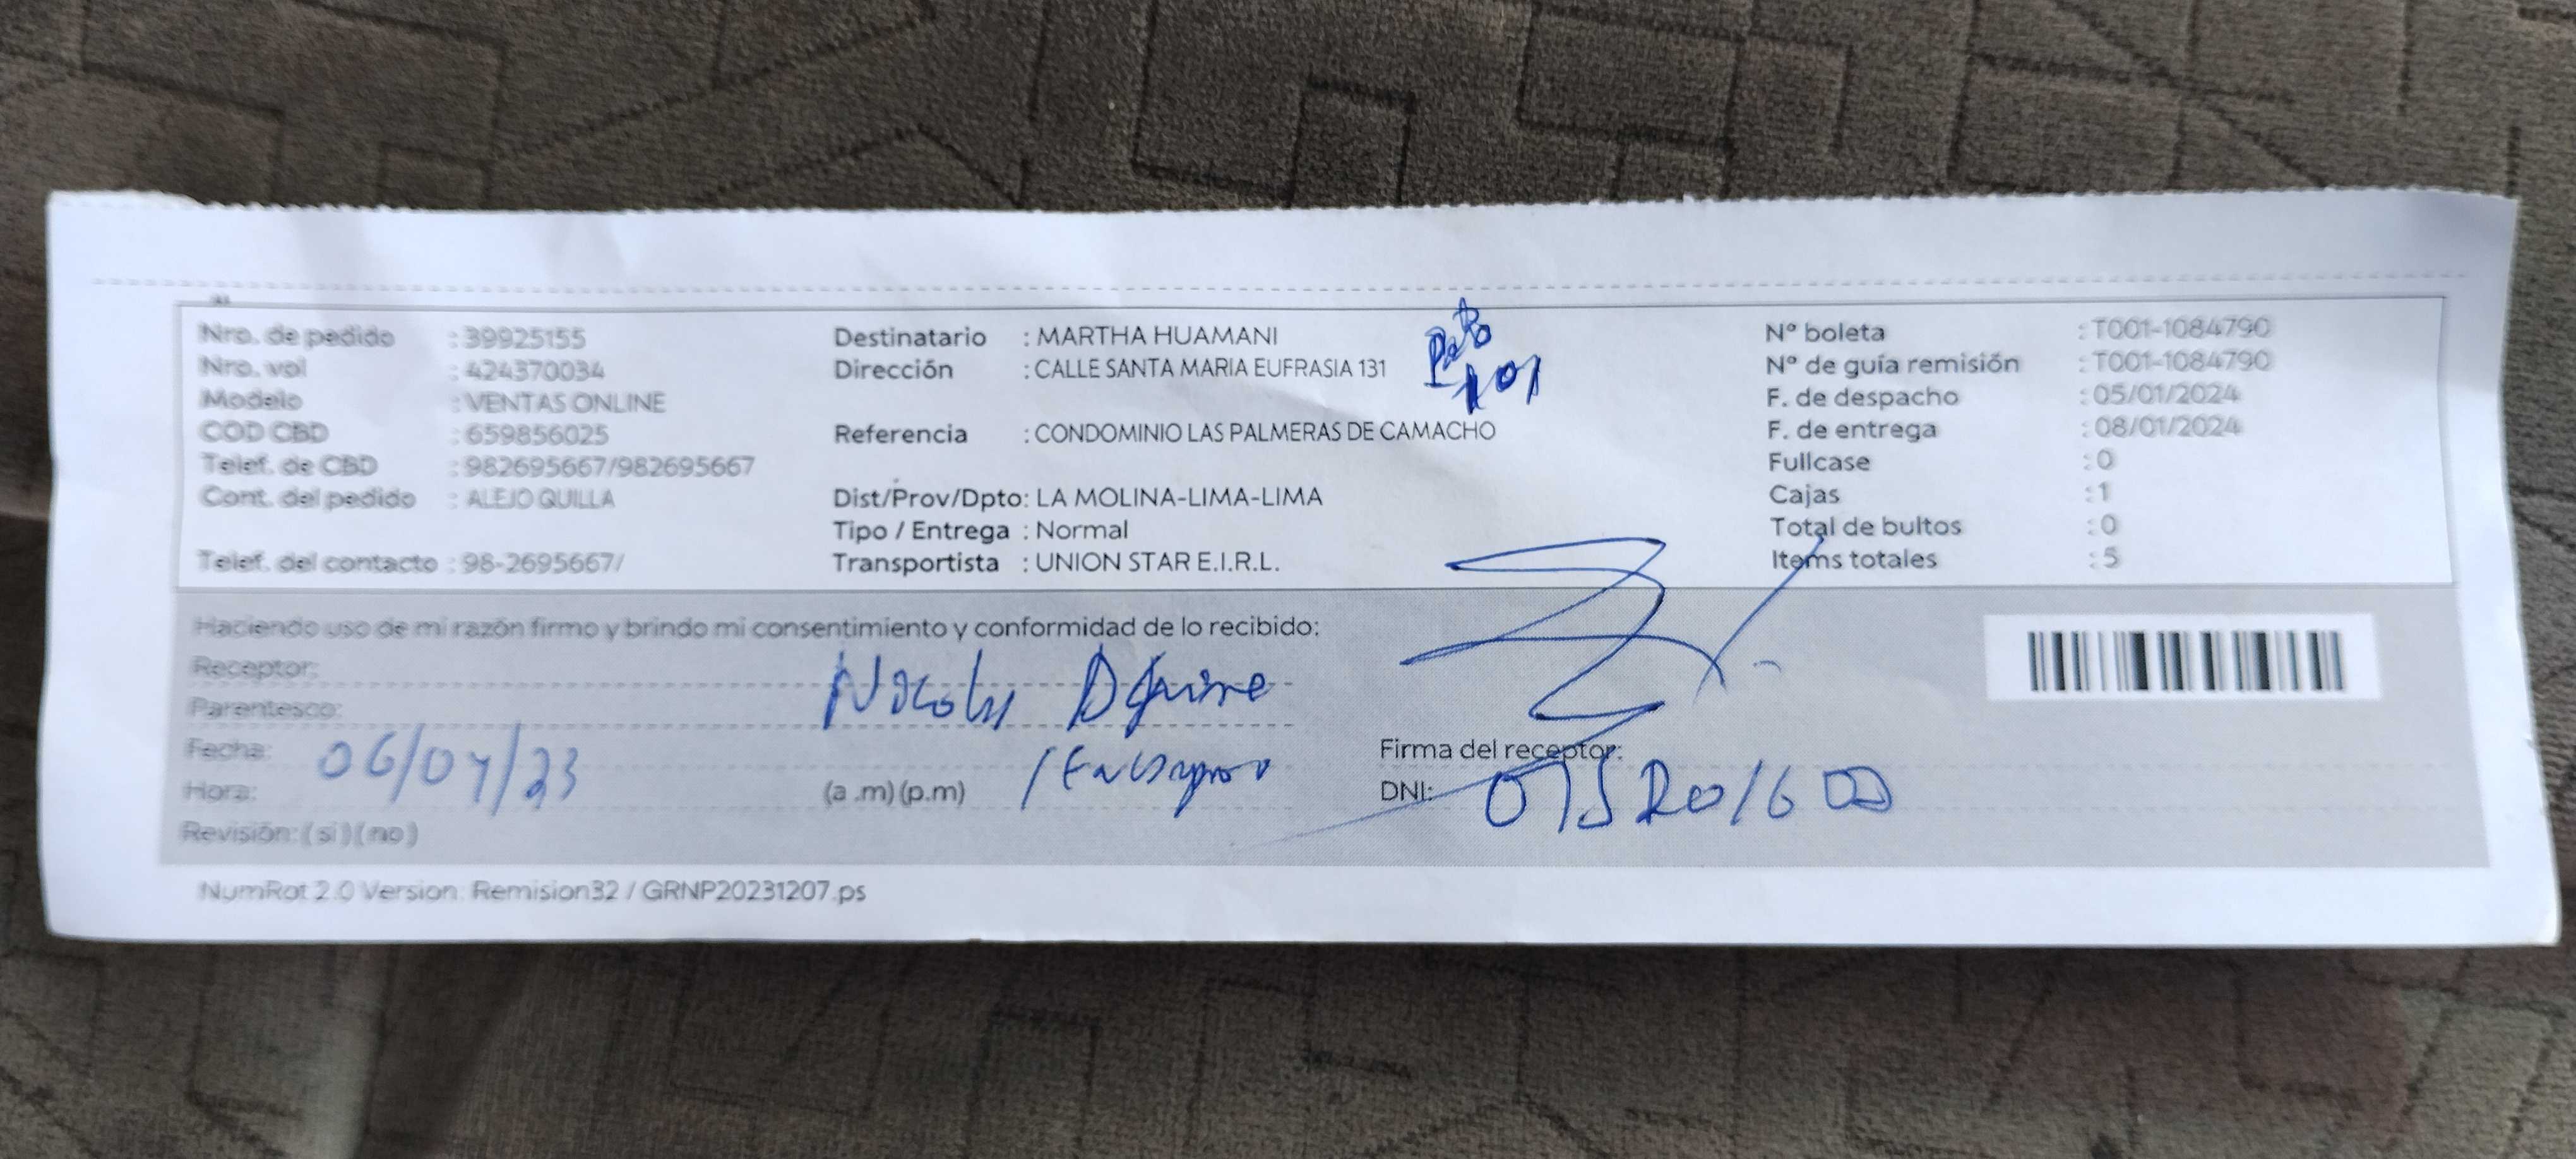 Nro. de pedido : 39925155
Nro. vol : 424370034
Modelo : VENTAS ONLINE
COD CBD : 659856025
Telef. de CBD : 982695667/982695667
Cont. del pedido : ALEJO QUILLA
Telef. del contacto : 98-2695667/
Destinatario : MARTHA HUAMANI
Dirección : CALLE SANTA MARIA EUFRASIA 131
101
Referencia : CONDOMINIO LAS PALMERAS DE CAMACHO
Dist/Prov/Dpto: LA MOLINA-LIMA-LIMA
Tipo / Entrega : Normal
Transportista : UNION STAR E.I.R.L.
N° boleta : T001-1084790
N° de guía remisión : T001-1084790
F. de despacho : 05/01/2024
F. de entrega : 08/01/2024
Fullcase : 0
Cajas : 1
Total de bultos : 0
Items totales : 5
Haciendo uso de mi razón firmo y brindo mi consentimiento y conformidad de lo recibido:
Receptor:
Parentesco:
Fecha:
Hora: (a .m) (p.m)
Revisión: ( si ) ( no )
Firma del receptor:
DNI:
NumRot 2.0 Version: Remision32 / GRNP20231207.ps